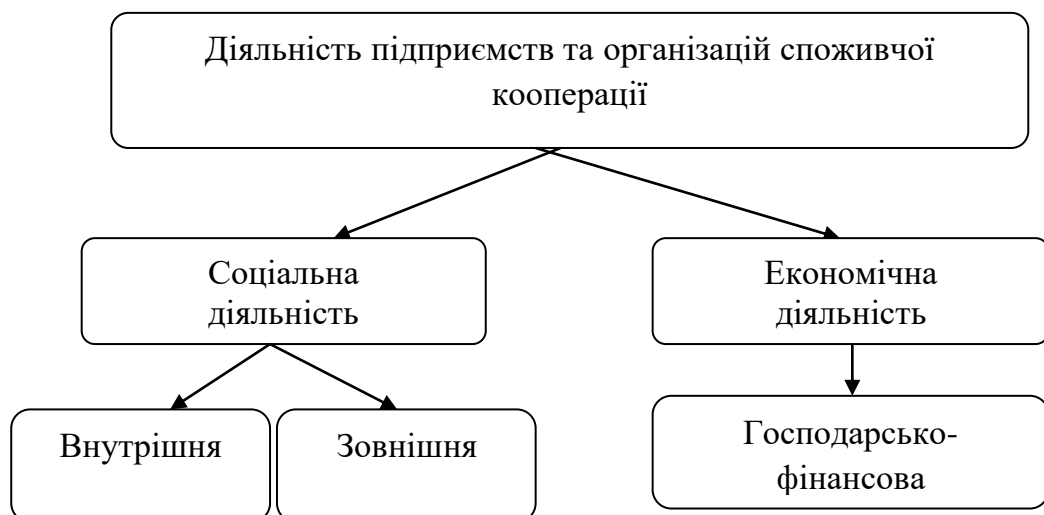 Діяльність підприємств та організацій споживчої
кооперації
Соціальна
діяльність
Економічна
діяльність
Внутрішня
Зовнішня
Господарсько-
фінансова